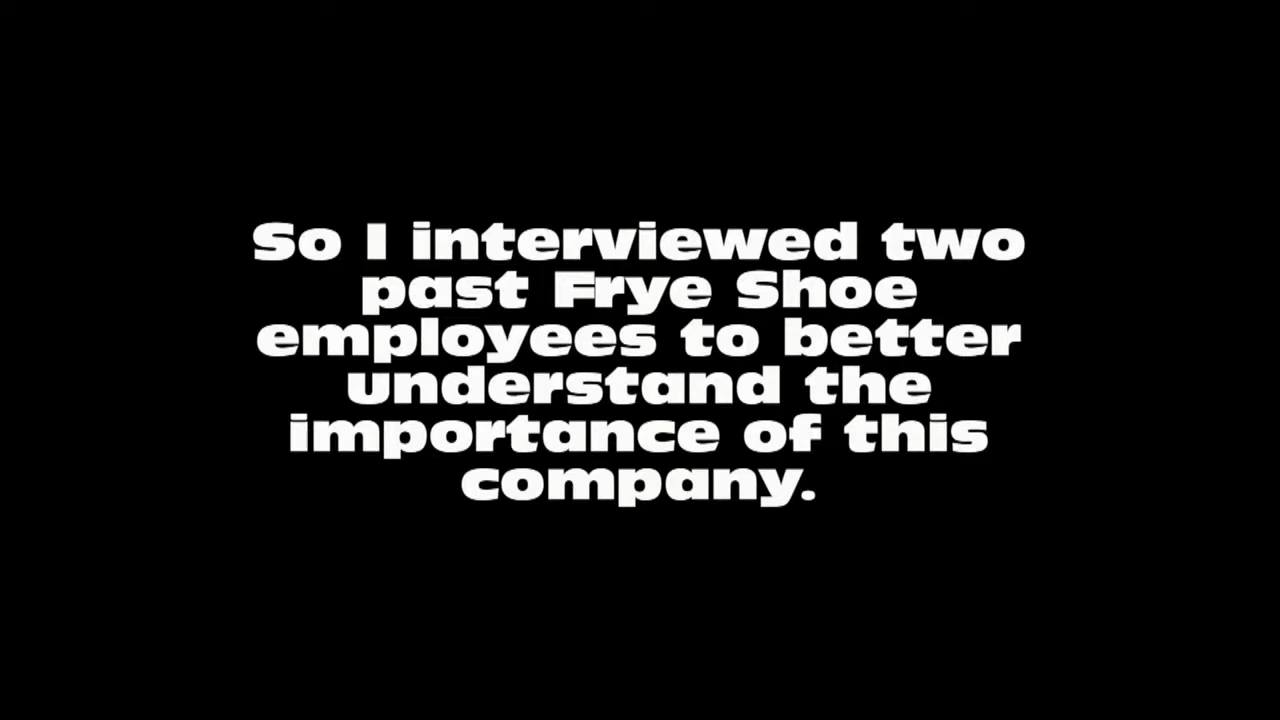 So I interviewed two
past Frye Shoe
employees to better
understand the
importance of this
company.